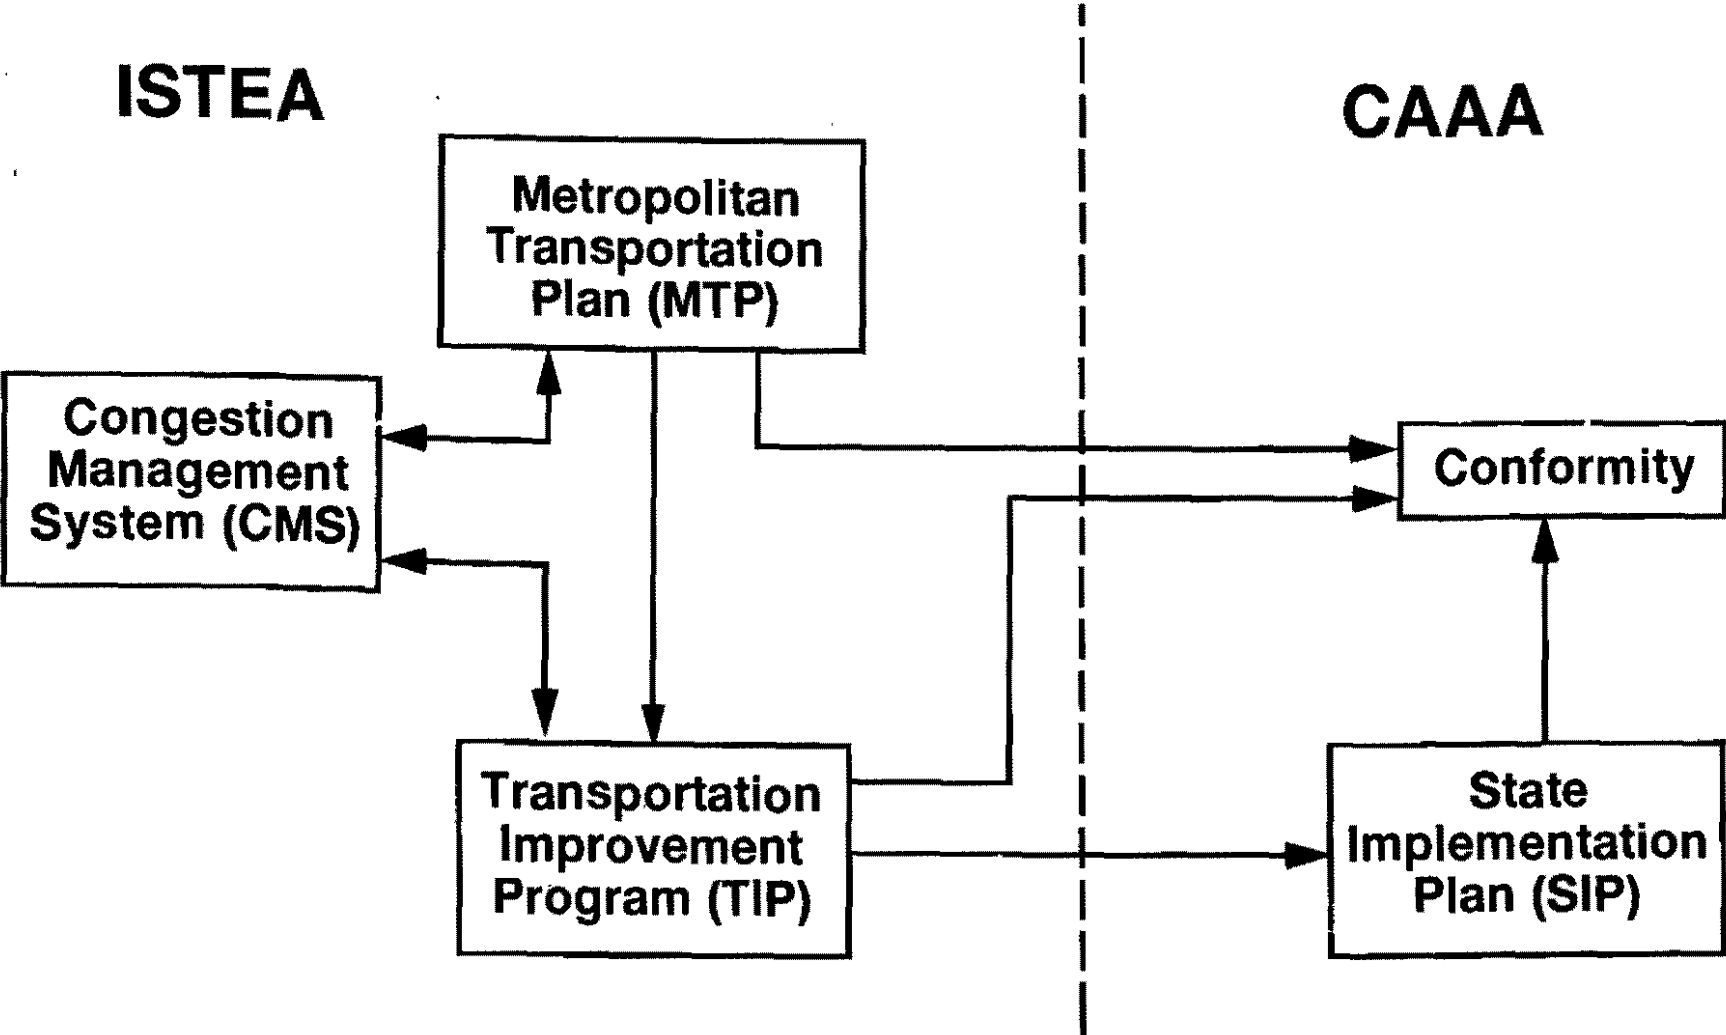 ISTEA
CAAA
Metropolitan
Transportation
Plan (MTP)
Congestion
Management
System (CMS)
Conformity
Transportation
Improvement
Program (TIP)
State
Implementation
Plan (SIP)